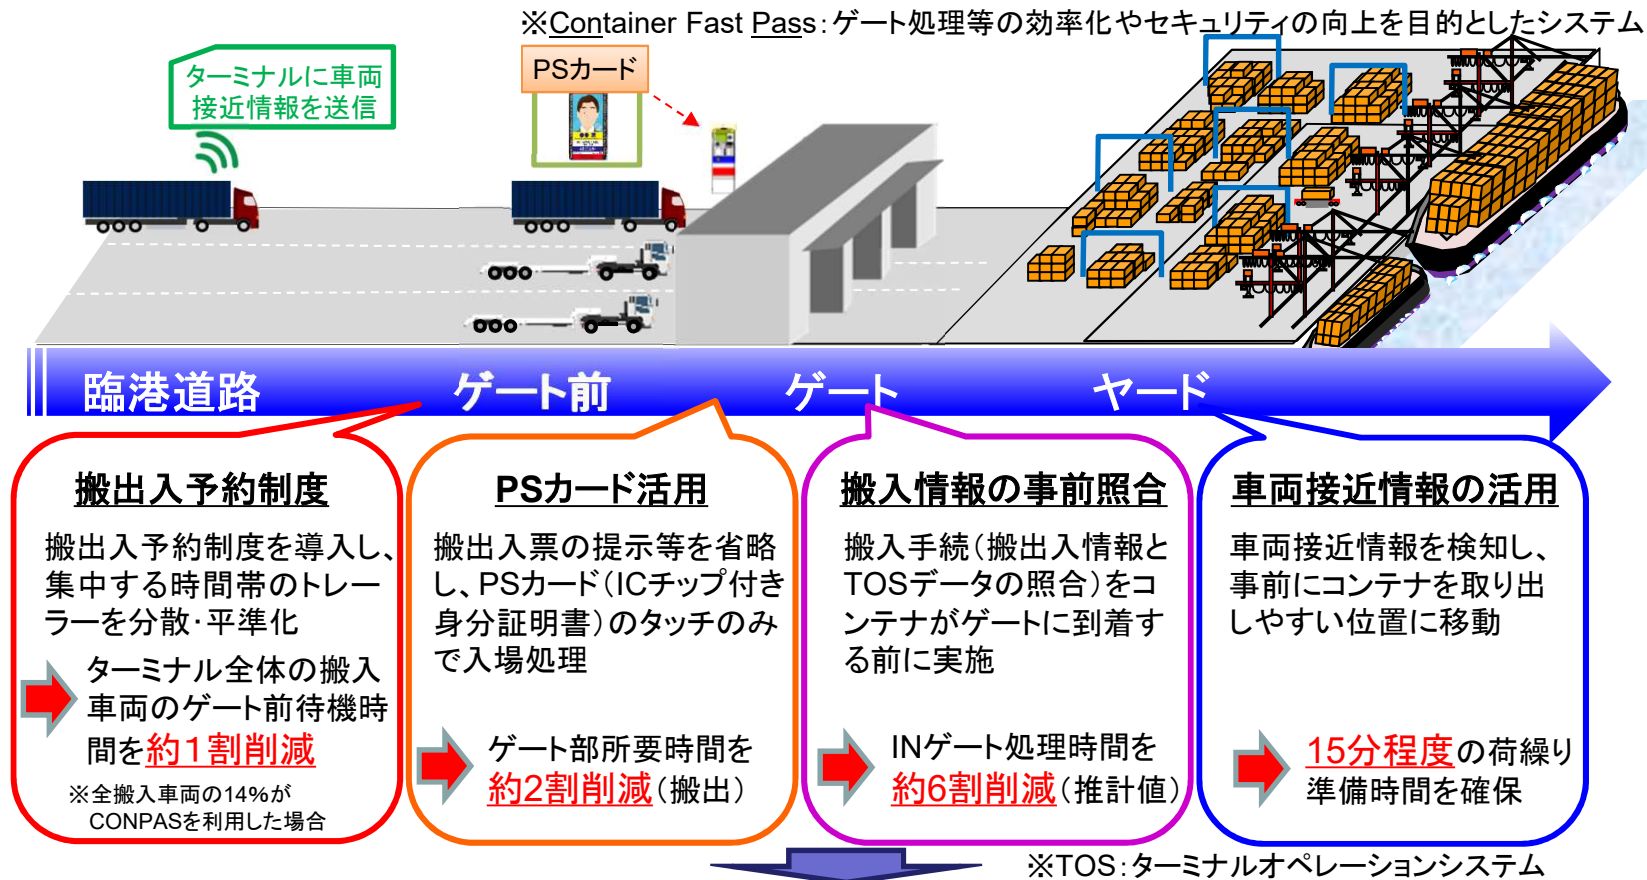 ※Container Fast Pass：ゲート処理等の効率化やセキュリティの向上を目的としたシステム
ターミナルに車両
接近情報を送信
PSカード
臨港道路
ゲート前
ゲート
ヤード
搬出入予約制度
搬出入予約制度を導入し、
集中する時間帯のトレー
ラーを分散・平準化
ターミナル全体の搬入
車両のゲート前待機時
間を約１割削減
※全搬入車両の14%が
CONPASを利用した場合
PSカード活用
搬出入票の提示等を省略
し、PSカード（ICチップ付き
身分証明書）のタッチのみ
で入場処理
ゲート部所要時間を
約2割削減（搬出）
搬入情報の事前照合
搬入手続（搬出入情報と
TOSデータの照合）をコ
ンテナがゲートに到着す
る前に実施
INゲート処理時間を
約6割削減（推計値）
車両接近情報の活用
車両接近情報を検知し、
事前にコンテナを取り出
しやすい位置に移動
15分程度の荷繰り
準備時間を確保
※TOS：ターミナルオペレーションシステム